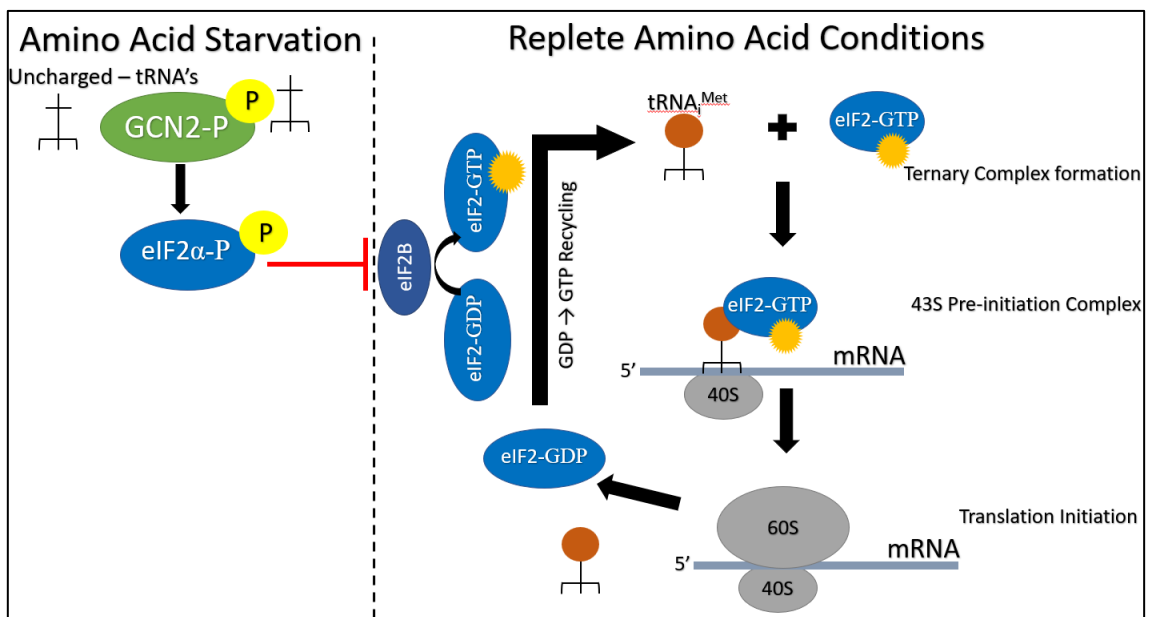 Amino Acid Starvation
Uncharged – tRNA's
P
GCN2-P
P
eIF2α-P
Replete Amino Acid Conditions
eIF2B
eIF2-GTP
eIF2-GDP
GDP → GTP Recycling
tRNAiMet
eIF2-GTP
Ternary Complex formation
eIF2-GTP
43S Pre-initiation Complex
mRNA
5’
40S
eIF2-GDP
60S
Translation Initiation
mRNA
5’
40S